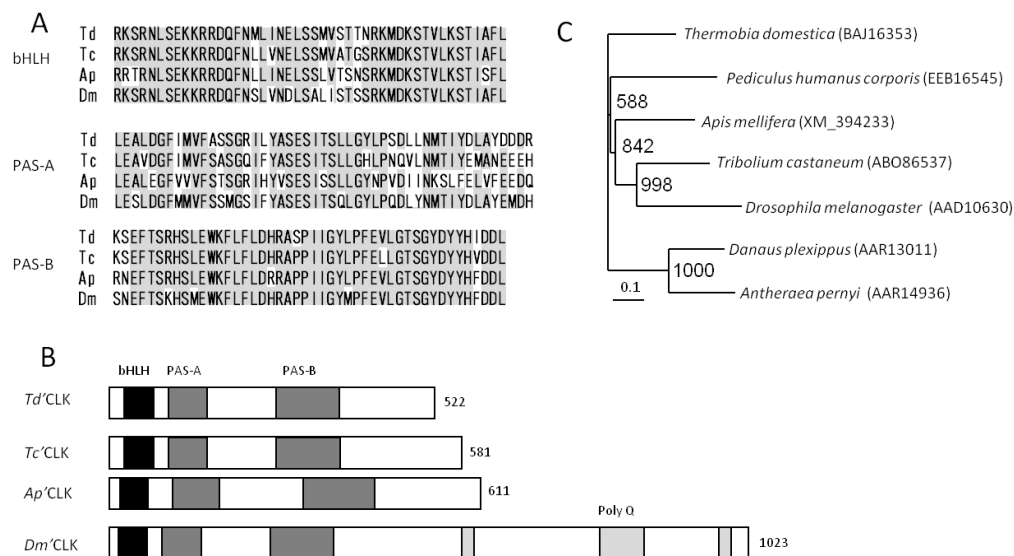 A
bHLH
Td RKSRNLSEKKRRDQFNMLINELSSMVSTTNRKMDKSTVLKSTIAFL
Tc RKSRNLSEKKRRDQFNLLVNELSSMVATGSRKMDKSTVLKSTIAFL
Ap RRTRNLSEKKRRDQFNLLINELSSLVTSNSRKMDKSTVLKSTISFL
Dm RKSRNLSEKKRRDQFNSLVNDLSALISTSSRKMDKSTVLKSTIAFL
PAS-A
Td LEALDGFIMVFASSGRILYASESITSLLGYLPSDLLNMTIYDLAYDDDR
Tc LEAVDGFIMVFSASGQIFYASESITSLLGHLPNQVLNMTIYEMANEEEH
Ap LEALEGFVVVFSTSGRIHYVSESISSLLGYNPVDIINKSLFELVFEEDQ
Dm LESLDGFMMVFSSMGSIFYASESITSQLGYLPQDLYNMTIYDLAYEMDH
PAS-B
Td KSEFTSRHSLEWKFLFLDHRASPIIGYLPFEVLGTSGYDYYHIDDL
Tc KSEFTSRHSLEWKFLFLDHRAPPIIGYLPFELLGTSGYDYYHVDDL
Ap RNEFTSRHSLEWKFLFLDRRAPPIIGYLPFEVLGTSGYDYYHFDDL
Dm SNEFTSKHSMEWKFLFLDHRAPPIIGYMPFEVLGTSGYDYYHFDDL
B
bHLH PAS-A PAS-B
Td'CLK 522
Tc'CLK 581
Ap'CLK 611
Poly Q
Dm'CLK 1023
C
Thermobia domestica (BAJ16353)
Pediculus humanus corporis (EEB16545)
588
Apis mellifera (XM_394233)
842
Tribolium castaneum (ABO86537)
998
Drosophila melanogaster (AAD10630)
Danaus plexippus (AAR13011)
1000
Antheraea pernyi (AAR14936)
0.1